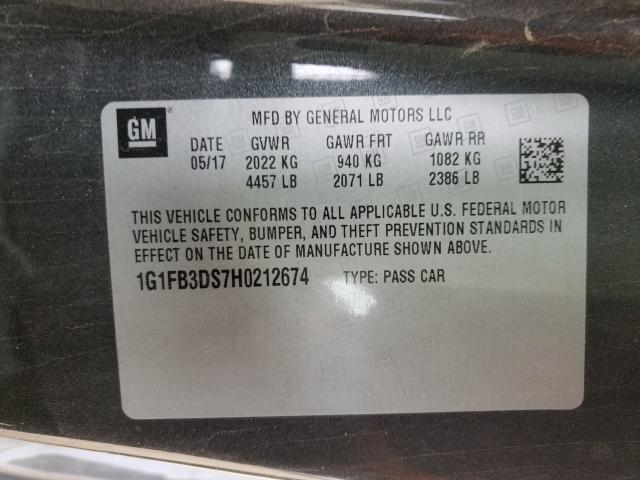 GM
MFD BY GENERAL MOTORS LLC
DATE GVWR GAWR FRT GAWR RR
05/17 2022 KG 940 KG 1082 KG
4457 LB 2071 LB 2386 LB
THIS VEHICLE CONFORMS TO ALL APPLICABLE U.S. FEDERAL MOTOR
VEHICLE SAFETY, BUMPER, AND THEFT PREVENTION STANDARDS IN
EFFECT ON THE DATE OF MANUFACTURE SHOWN ABOVE.
1G1FB3DS7H0212674 TYPE: PASS CAR